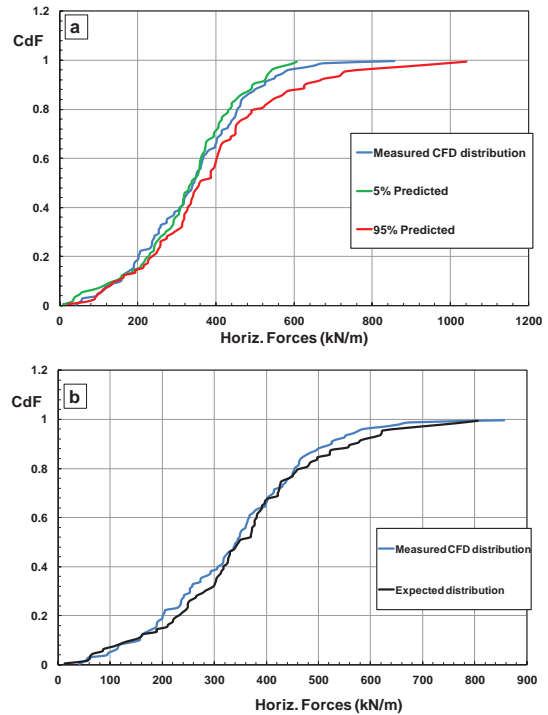 a
CdF
1.2
1
0.8
0.6
0.4
0.2
0
0 200 400 600 800 1000 1200
Horiz. Forces (kN/m)
Measured CFD distribution
5% Predicted
95% Predicted
b
CdF
1.2
1
0.8
0.6
0.4
0.2
0
0 100 200 300 400 500 600 700 800 900
Horiz. Forces (kN/m)
Measured CFD distribution
Expected distribution